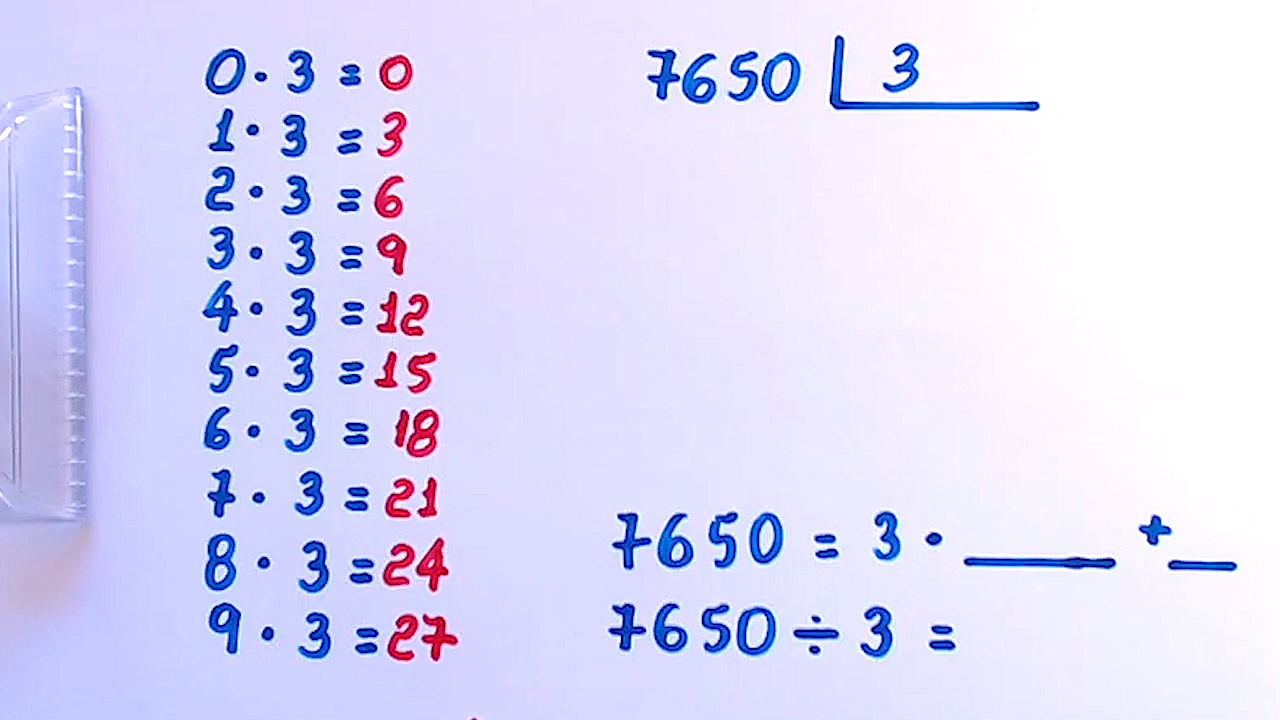 0 · 3 = 0
1 · 3 = 3
2 · 3 = 6
3 · 3 = 9
4 · 3 = 12
5 · 3 = 15
6 · 3 = 18
7 · 3 = 21
8 · 3 = 24
9 · 3 = 27
7650 | 3
7650 = 3 · ____ + __
7650 ÷ 3 =